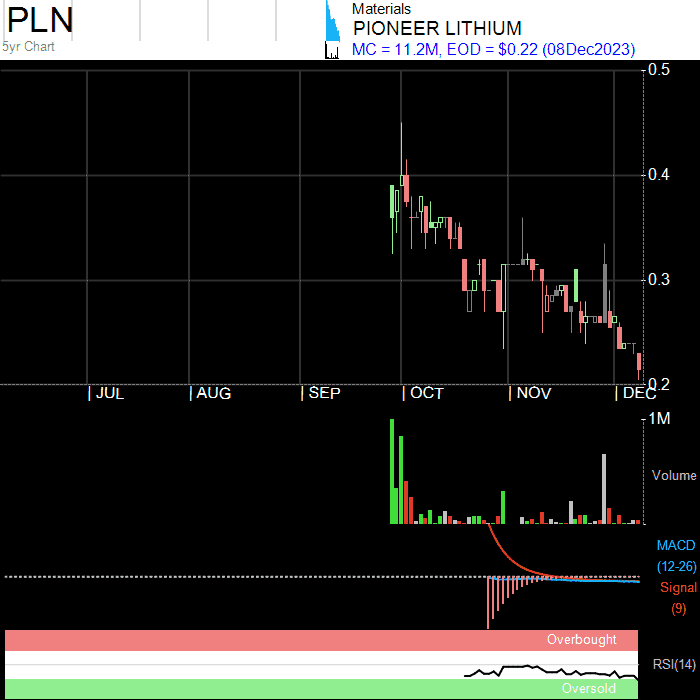 PLN
5yr Chart
Materials
PIONEER LITHIUM
MC = 11.2M, EOD = $0.22 (08Dec2023)
0.5
0.4
0.3
0.2
JUL AUG SEP OCT NOV DEC
1M
Volume
MACD
(12-26)
Signal
(9)
Overbought
RSI(14)
Oversold